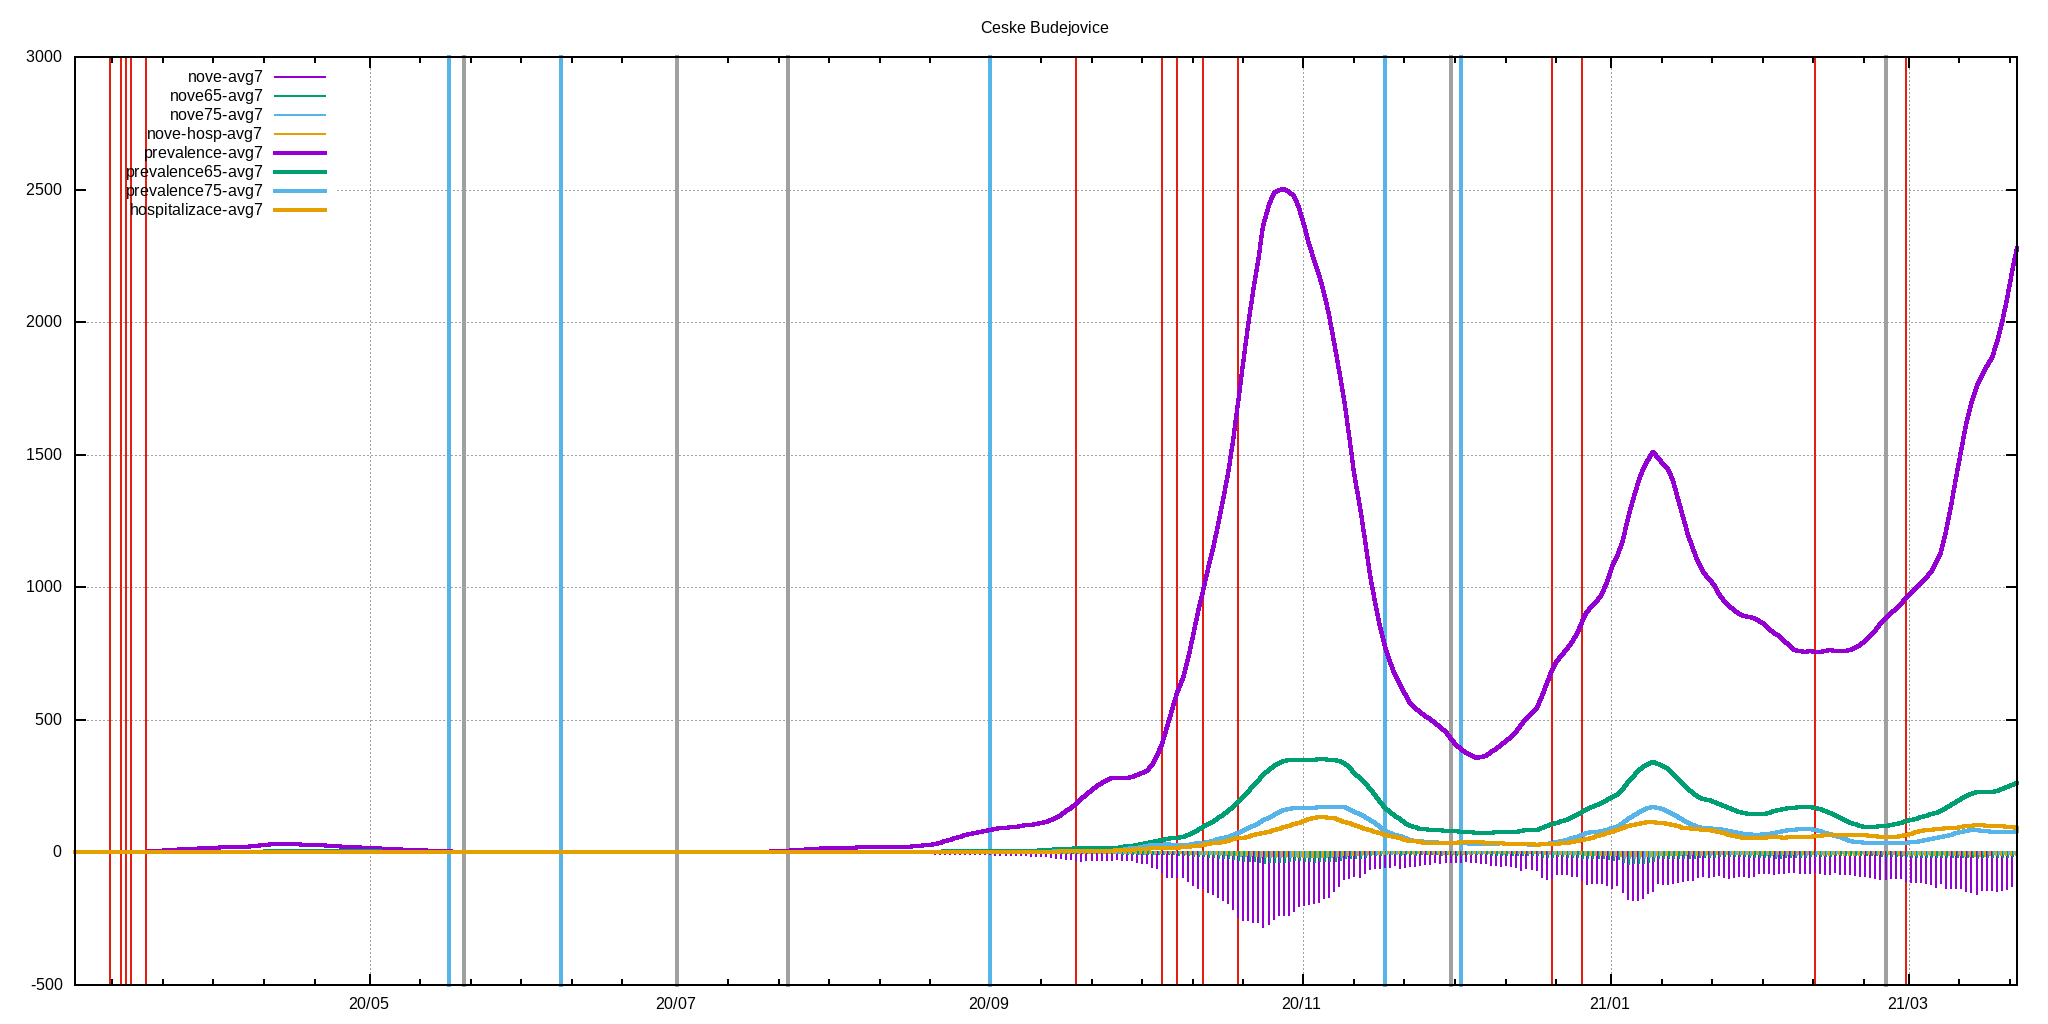 Ceske Budejovice
3000
nove-avg7
nove65-avg7
nove75-avg7
nove-hosp-avg7
prevalence-avg7
prevalence65-avg7
prevalence75-avg7
hospitalizace-avg7
2500
2000
1500
1000
500
0
-500
20/05
20/07
20/09
20/11
21/01
21/03